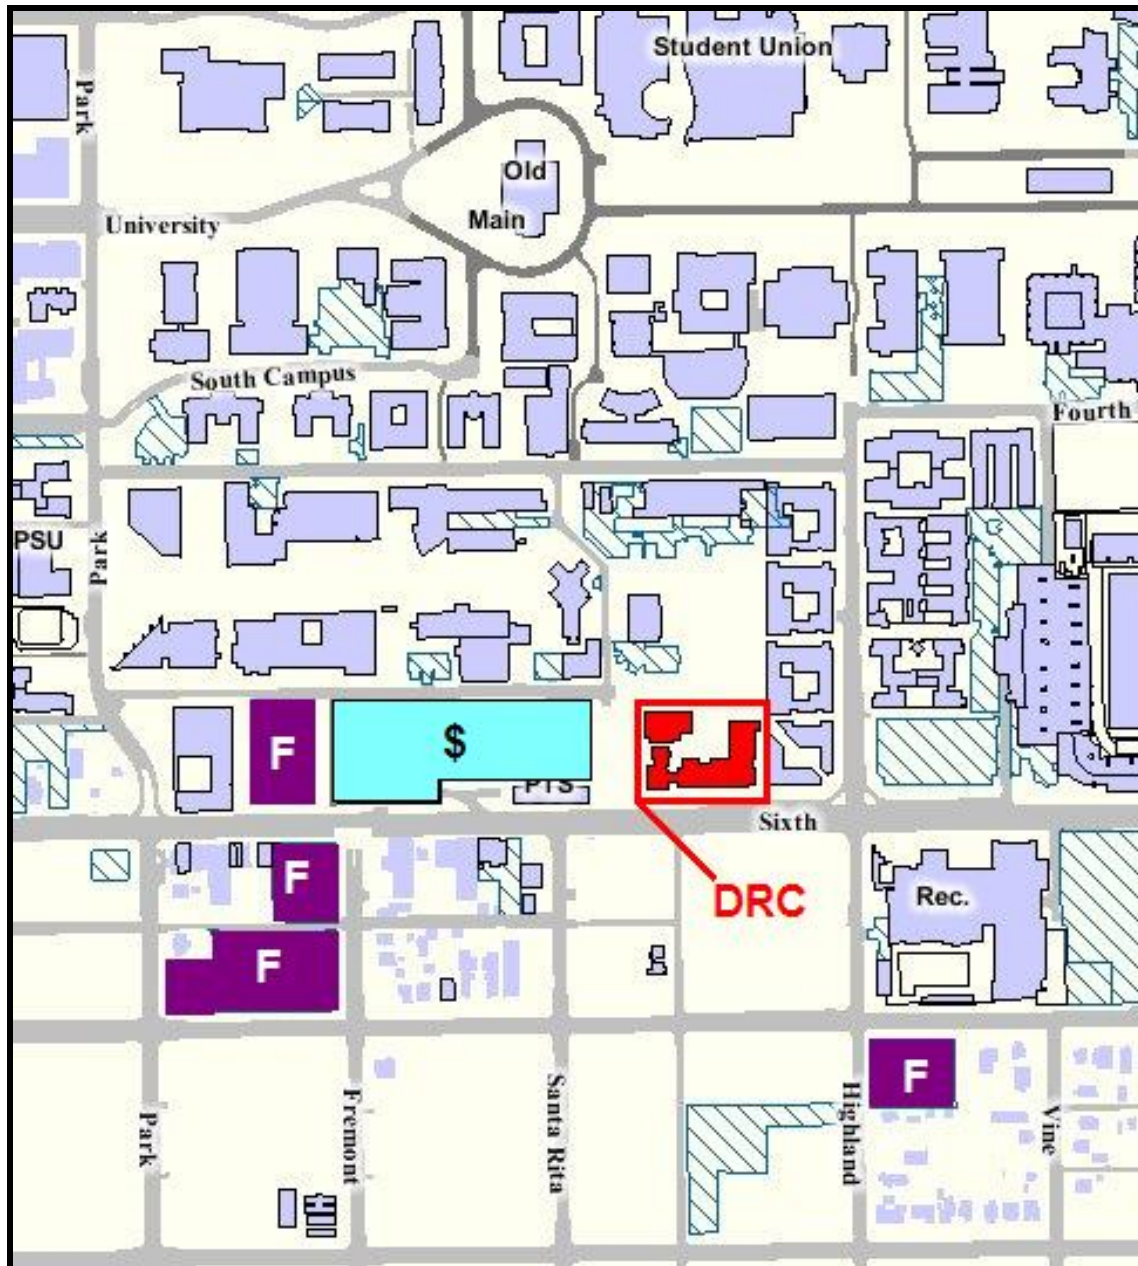 Student Union
Park
Old
Main
University
South Campus
Fourth
PSU
Park
F
$
PTS
Sixth
F
DRC
Rec.
F
F
Park
Fremont
Santa Rita
Highland
Vine